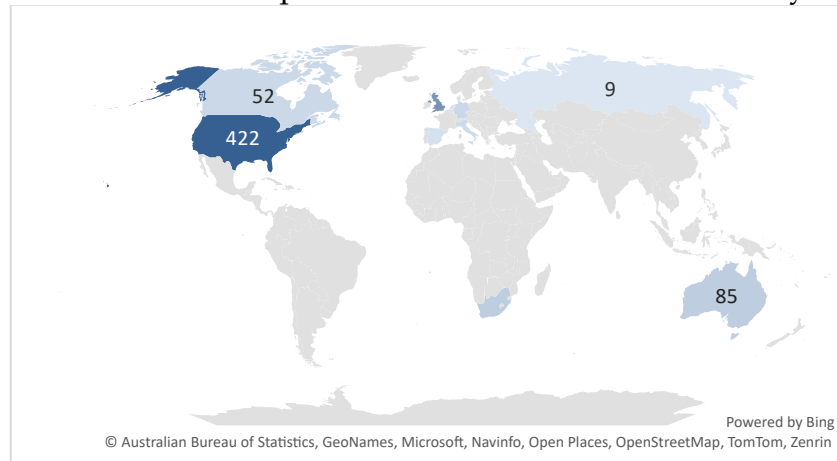 52
9
422
85
Powered by Bing
© Australian Bureau of Statistics, GeoNames, Microsoft, Navinfo, Open Places, OpenStreetMap, TomTom, Zenrin